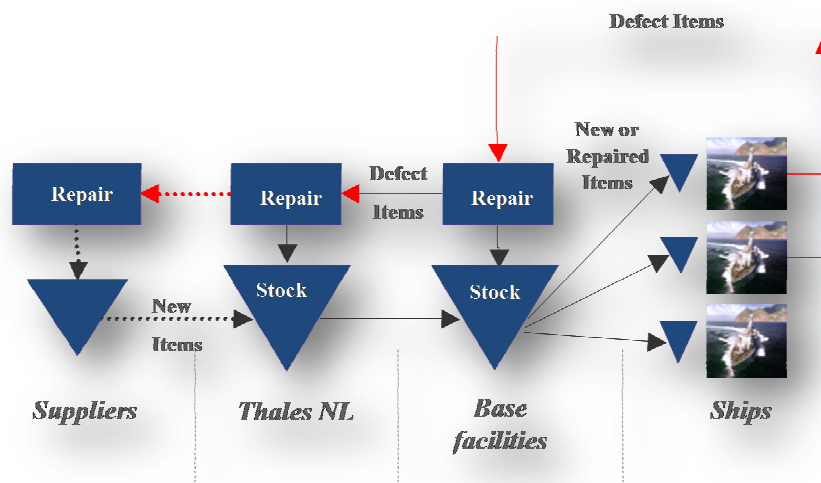 Defect Items
New or
Repaired
Items
Repair
Repair
Defect
Items
Repair
Stock
Stock
New
Items
Suppliers
Thales NL
Base
facilities
Ships